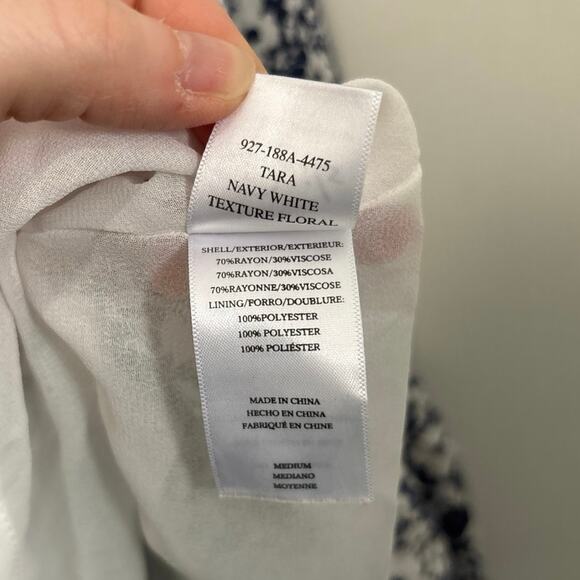 927-188A-4475
TARA
NAVY WHITE
TEXTURE FLORAL
SHELL/EXTERIOR/EXTERIEUR:
70%RAYON/30%VISCOSE
70%RAYON/30%VISCOSA
70%RAYONNE/30%VISCOSE
LINING/FORRO/DOUBLURE:
100%POLYESTER
100% POLYESTER
100% POLIÉSTER
MADE IN CHINA
HECHO EN CHINA
FABRIQUÉ EN CHINE
MEDIUM
MEDIANO
MOYENNE